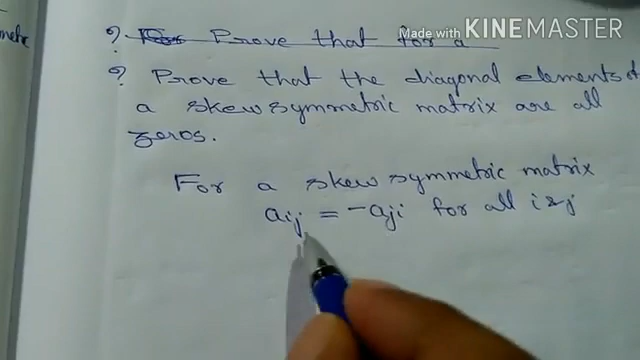 Made with KINEMASTER
?. Prove that for a
? Prove that the diagonal elements of
a skew symmetric matrix are all
zeros.
For a skew symmetric matrix
aij = -aji for all i & j